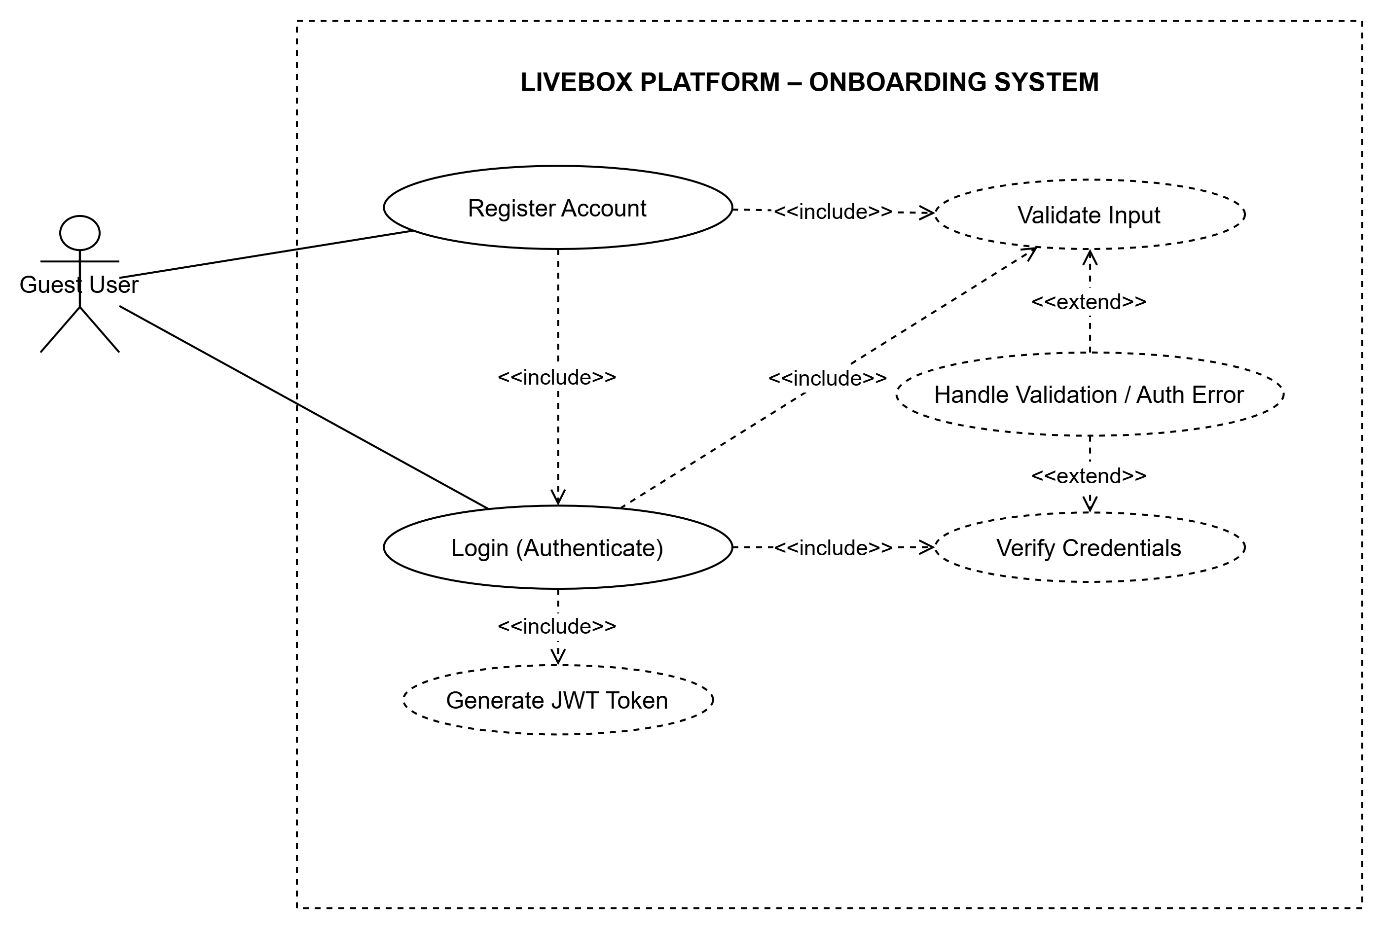 LIVEBOX PLATFORM – ONBOARDING SYSTEM
Register Account
<<include>>
Validate Input
Guest User
<<extend>>
<<include>>
<<include>>
Handle Validation / Auth Error
<<extend>>
Login (Authenticate)
<<include>>
Verify Credentials
<<include>>
Generate JWT Token